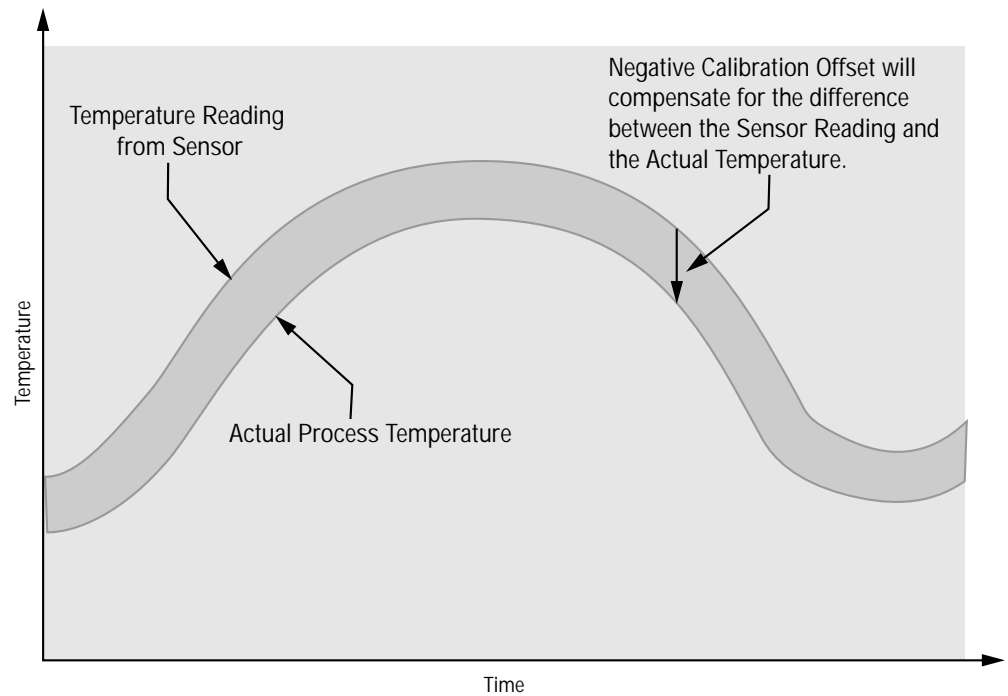 Negative Calibration Offset will
compensate for the difference
between the Sensor Reading and
the Actual Temperature.
Temperature Reading
from Sensor
Actual Process Temperature
Temperature
Time